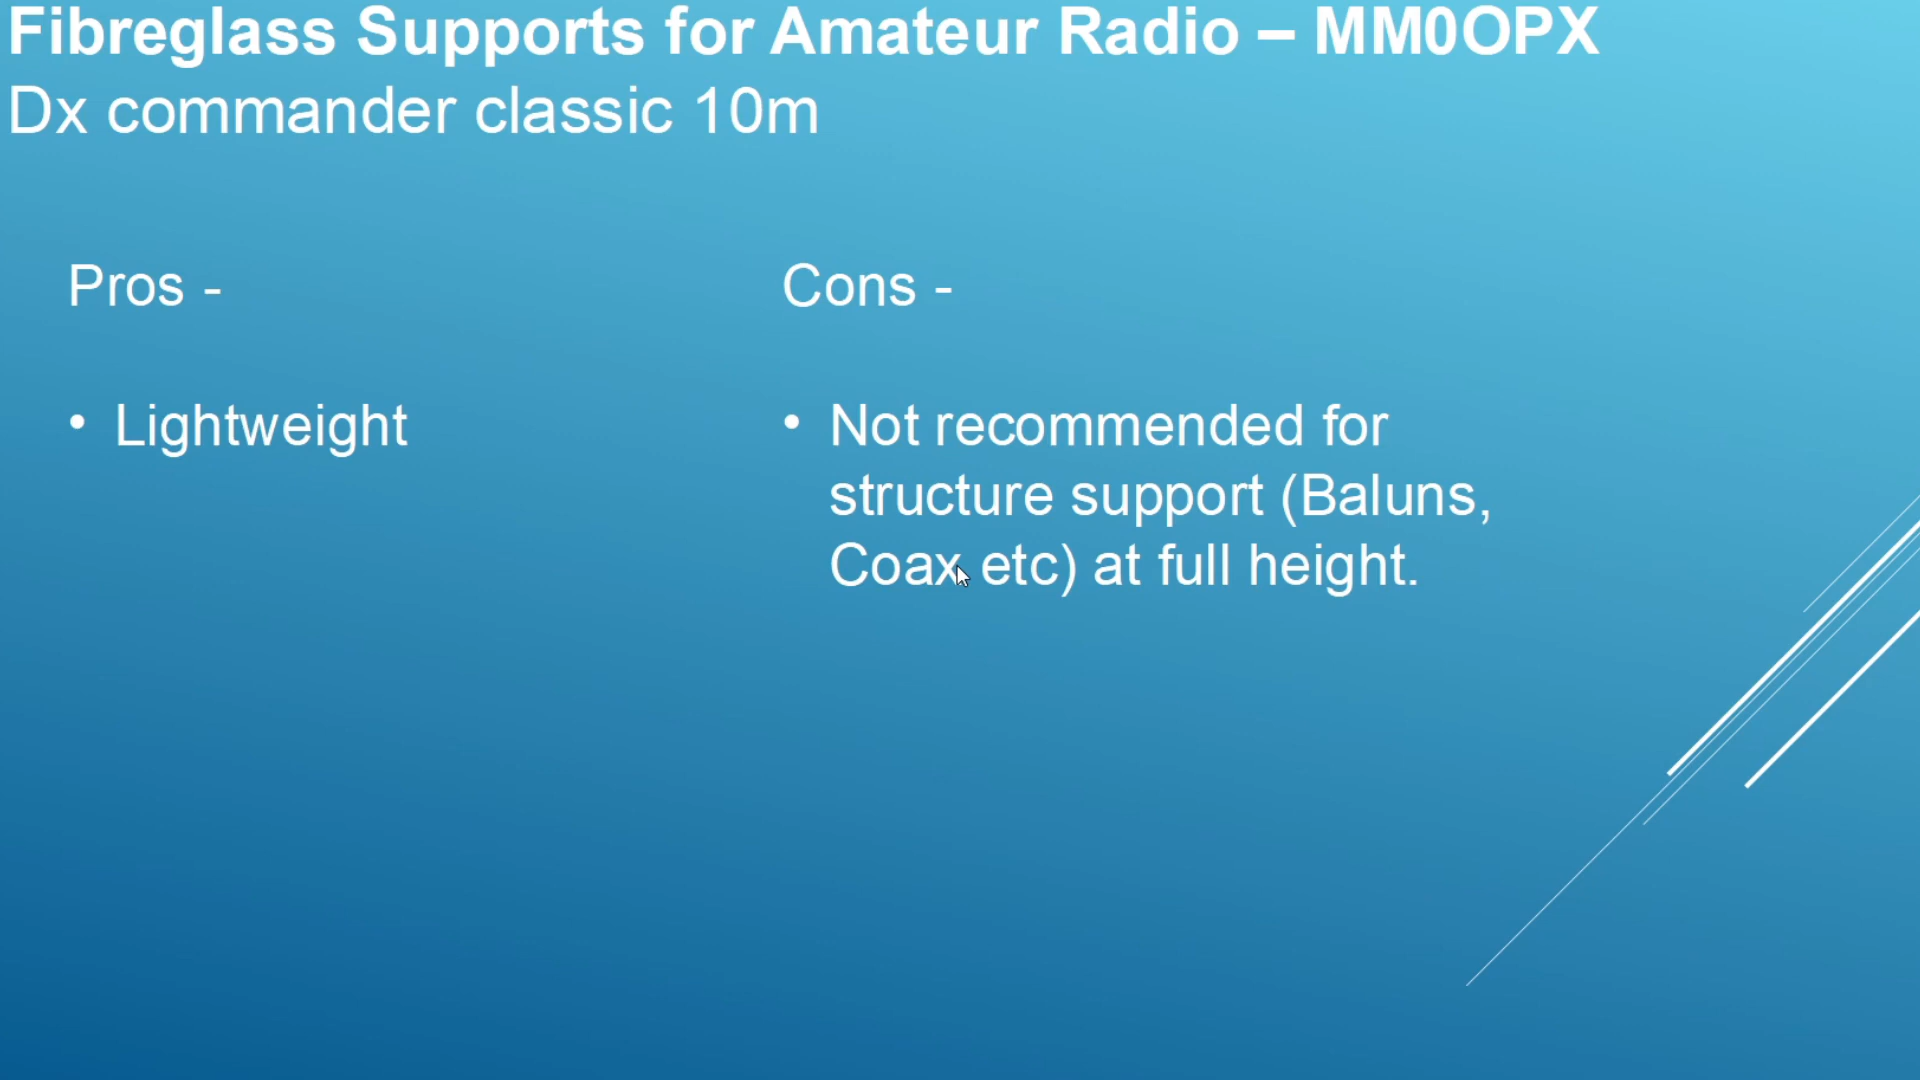 Fibreglass Supports for Amateur Radio – MM0OPX
Dx commander classic 10m
Pros -
• Lightweight
Cons -
• Not recommended for
structure support (Baluns,
Coax etc) at full height.